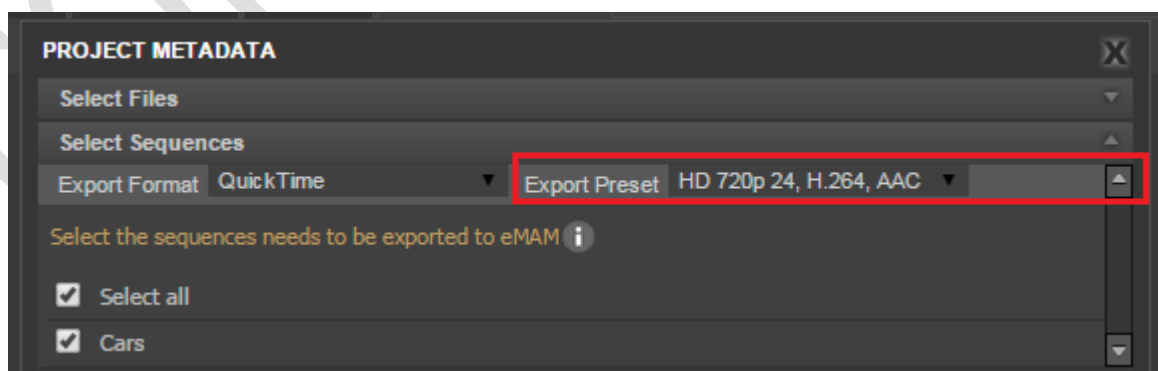 PROJECT METADATA X
Select Files
Select Sequences
Export Format QuickTime Export Preset HD 720p 24, H.264, AAC
Select the sequences needs to be exported to eMAM i
Select all
Cars